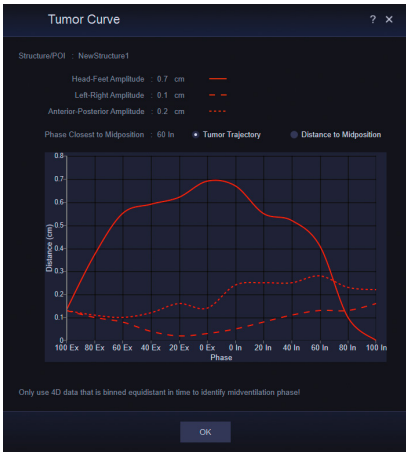 Tumor Curve ? ×
Structure/POI : NewStructure1
Head-Feet Amplitude : 0.7 cm
Left-Right Amplitude : 0.1 cm
Anterior-Posterior Amplitude : 0.2 cm
Phase Closest to Midposition : 60 In Tumor Trajectory Distance to Midposition
0.8
0.7
0.6
0.5
0.4
0.3
0.2
0.1
0
Distance (cm)
100 Ex 80 Ex 60 Ex 40 Ex 20 Ex 0 Ex 0 In 20 In 40 In 60 In 80 In 100 In
Phase
Only use 4D data that is binned equidistant in time to identify midventilation phase!
OK